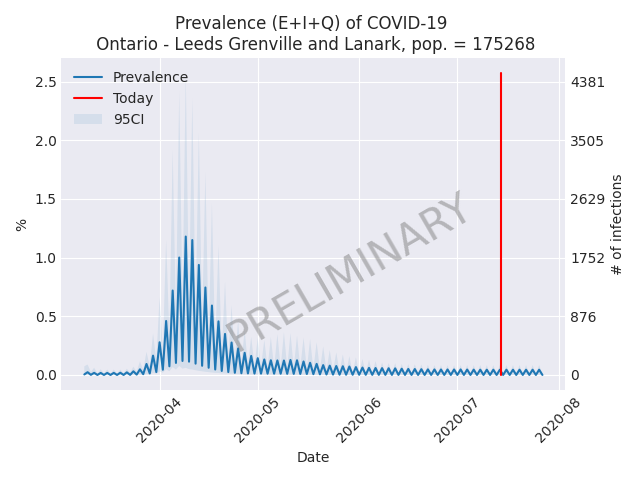 Prevalence (E+I+Q) of COVID-19
Ontario - Leeds Grenville and Lanark, pop. = 175268
Prevalence
Today
95CI
PRELIMINARY
%
2.5
2.0
1.5
1.0
0.5
0.0
4381
3505
2629
1752
876
0
# of infections
2020-04
2020-05
2020-06
2020-07
2020-08
Date